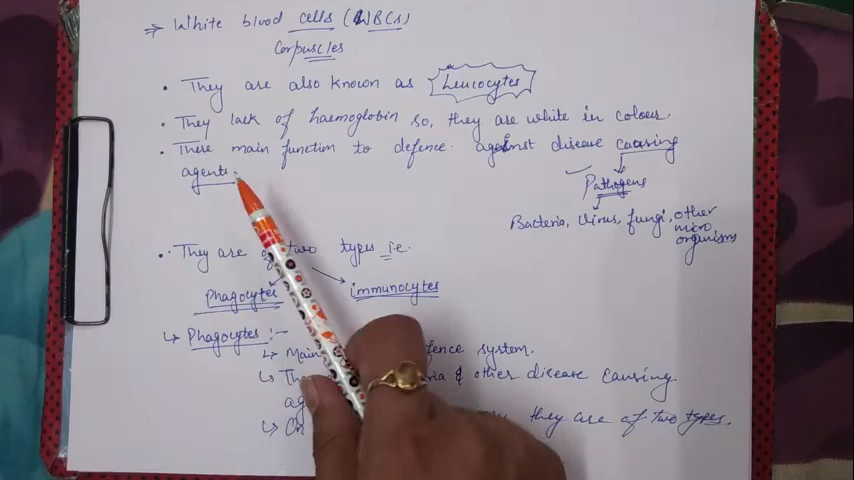 ⇒ White blood cells (WBCs)
Corpuscles
• They are also known as Leucocytes
• They lack of haemoglobin so, they are white in colour.
• There main function to defence against disease causing
agents.
Pathogens
Bacteria, Virus, fungi, other
micro
organisms
• They are of two types i.e.
Phagocytes immunocytes
↳ Phagocytes :-
↳ Main fence system.
↳ The ria & other disease causing
ag
↳ On they are of two types.